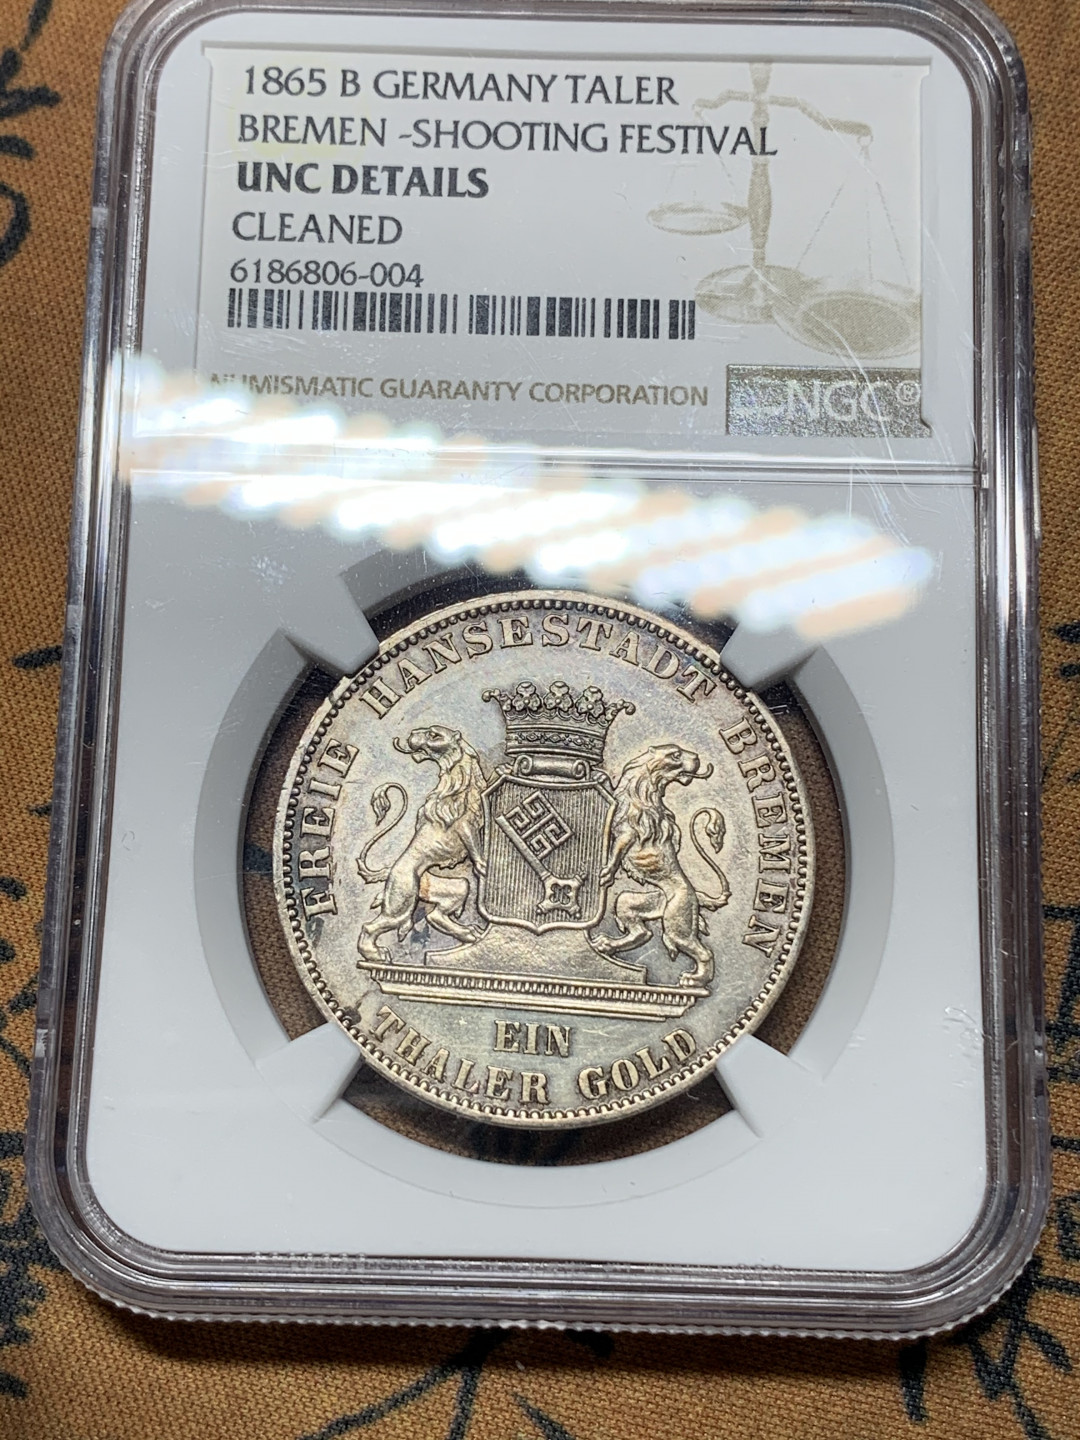 1865 B GERMANY TALER
BREMEN -SHOOTING FESTIVAL
UNC DETAILS
CLEANED
6186806-004
NUMISMATIC GUARANTY CORPORATION
NGC®
FREIE HANSESTADT BREMEN
EIN
THALER GOLD